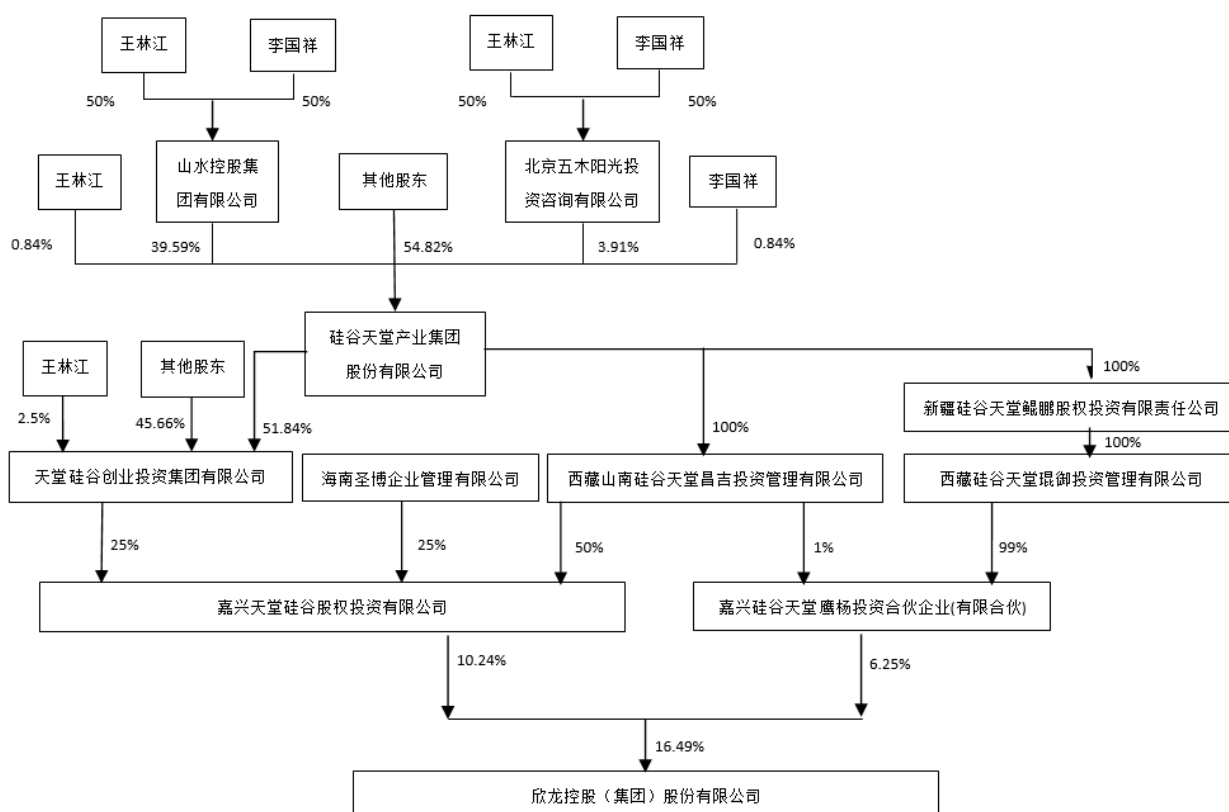 王林江
李国祥
王林江
李国祥
50%
50%
50%
50%
王林江
山水控股集
团有限公司
其他股东
北京五木阳光投
资咨询有限公司
李国祥
0.84%
39.59%
54.82%
3.91%
0.84%
硅谷天堂产业集团
股份有限公司
王林江
其他股东
100%
新疆硅谷天堂鲲鹏股权投资有限责任公司
2.5%
45.66%
51.84%
100%
100%
天堂硅谷创业投资集团有限公司
海南圣博企业管理有限公司
西藏山南硅谷天堂昌吉投资管理有限公司
西藏硅谷天堂琨御投资管理有限公司
25%
25%
50%
1%
99%
嘉兴天堂硅谷股权投资有限公司
嘉兴硅谷天堂鹰杨投资合伙企业(有限合伙)
10.24%
6.25%
16.49%
欣龙控股（集团）股份有限公司